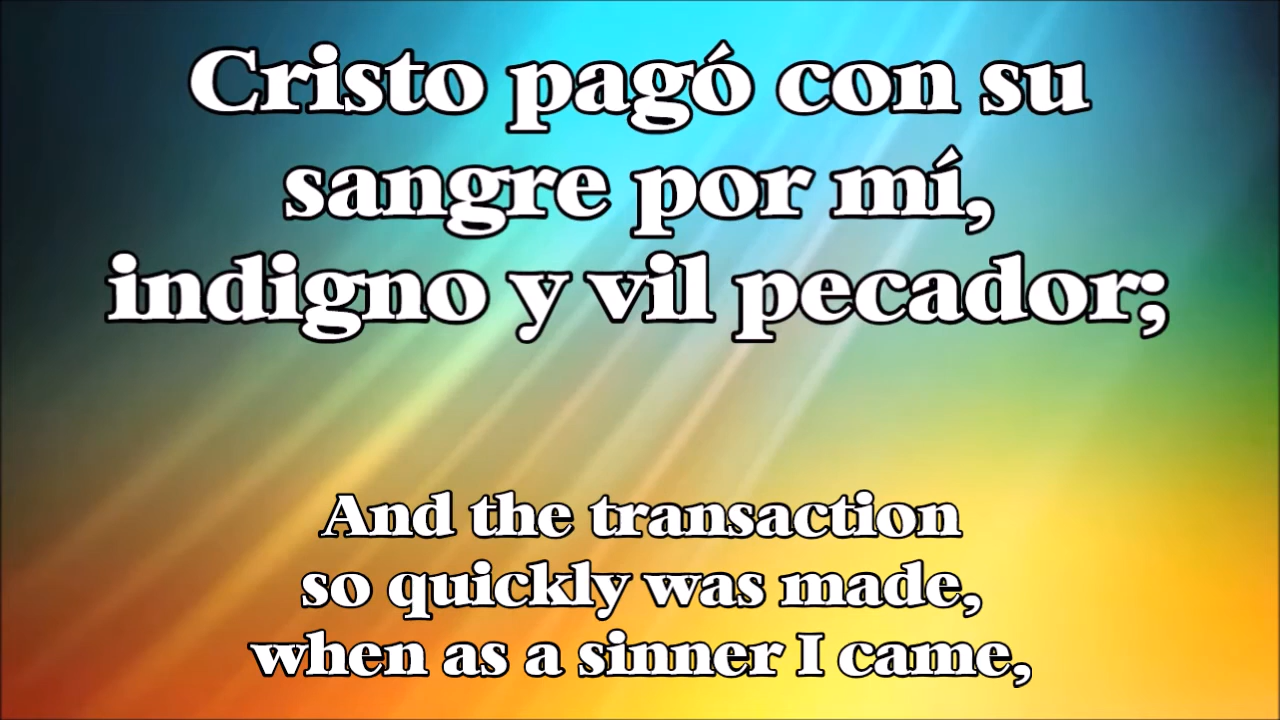 Cristo pagó con su
sangre por mí,
indigno y vil pecador;
And the transaction
so quickly was made,
when as a sinner I came,